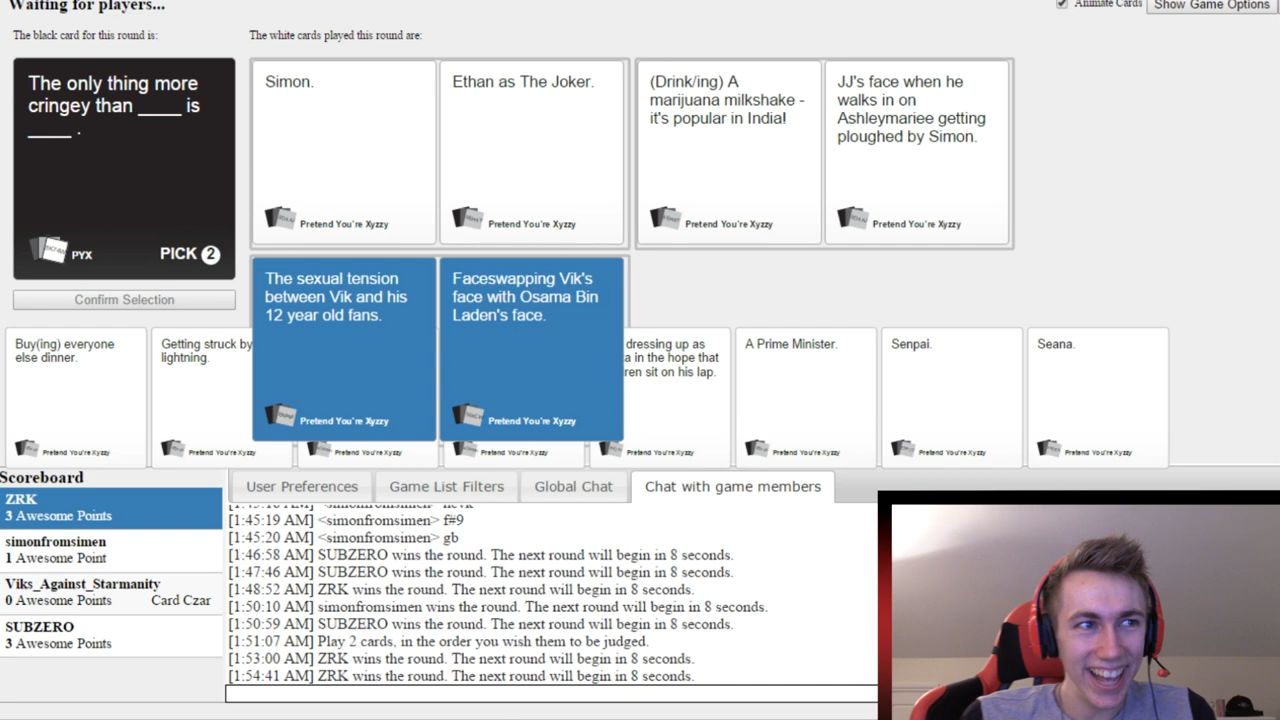 Waiting for players...
Animate Cards
Show Game Options
The black card for this round is:
The white cards played this round are:
The only thing more
cringey than ____ is
____ .
PYX
PICK 2
Confirm Selection
Simon.
Pretend You're Xyzzy
Ethan as The Joker.
Pretend You're Xyzzy
(Drink/ing) A
marijuana milkshake -
it's popular in India!
Pretend You're Xyzzy
JJ's face when he
walks in on
Ashleymariee getting
ploughed by Simon.
Pretend You're Xyzzy
The sexual tension
between Vik and his
12 year old fans.
Pretend You're Xyzzy
Faceswapping Vik's
face with Osama Bin
Laden's face.
Pretend You're Xyzzy
Buy(ing) everyone
else dinner.
Pretend You're Xyzzy
Getting struck by
lightning.
Pretend You're Xyzzy
Pretend You're Xyzzy
Pretend You're Xyzzy
dressing up as
a in the hope that
ren sit on his lap.
Pretend You're Xyzzy
A Prime Minister.
Pretend You're Xyzzy
Senpai.
Pretend You're Xyzzy
Seana.
Pretend You're Xyzzy
Scoreboard
ZRK
3 Awesome Points
simonfromsimen
1 Awesome Point
Viks_Against_Starmanity
0 Awesome Points Card Czar
SUBZERO
3 Awesome Points
User Preferences
Game List Filters
Global Chat
Chat with game members
[1:45:19 AM] <simonfromsimen> f#9
[1:45:20 AM] <simonfromsimen> gb
[1:46:58 AM] SUBZERO wins the round. The next round will begin in 8 seconds.
[1:47:46 AM] SUBZERO wins the round. The next round will begin in 8 seconds.
[1:48:52 AM] ZRK wins the round. The next round will begin in 8 seconds.
[1:50:10 AM] simonfromsimen wins the round. The next round will begin in 8 seconds.
[1:50:59 AM] SUBZERO wins the round. The next round will begin in 8 seconds.
[1:51:07 AM] Play 2 cards, in the order you wish them to be judged.
[1:53:00 AM] ZRK wins the round. The next round will begin in 8 seconds.
[1:54:41 AM] ZRK wins the round. The next round will begin in 8 seconds.